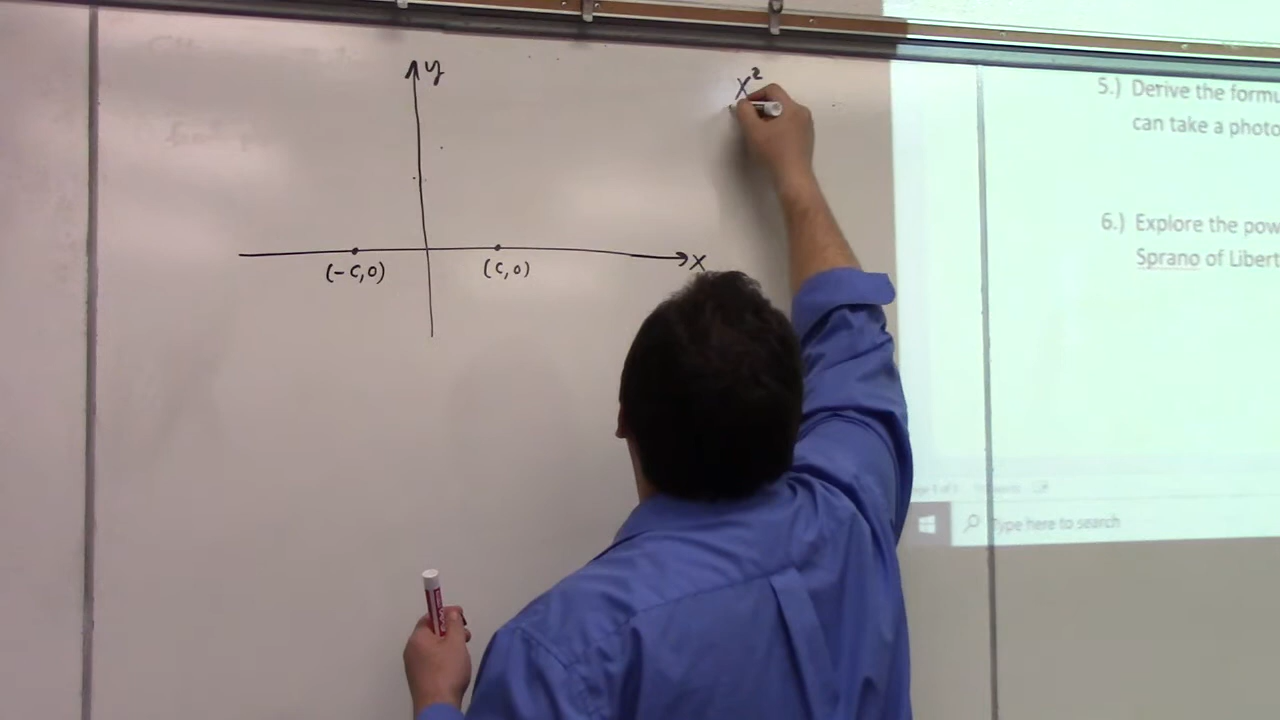 y
x²
(-c,0)
(c,0)
x
5.) Derive the formu
can take a photo
6.) Explore the pow
Sprano of Libert
Type here to search